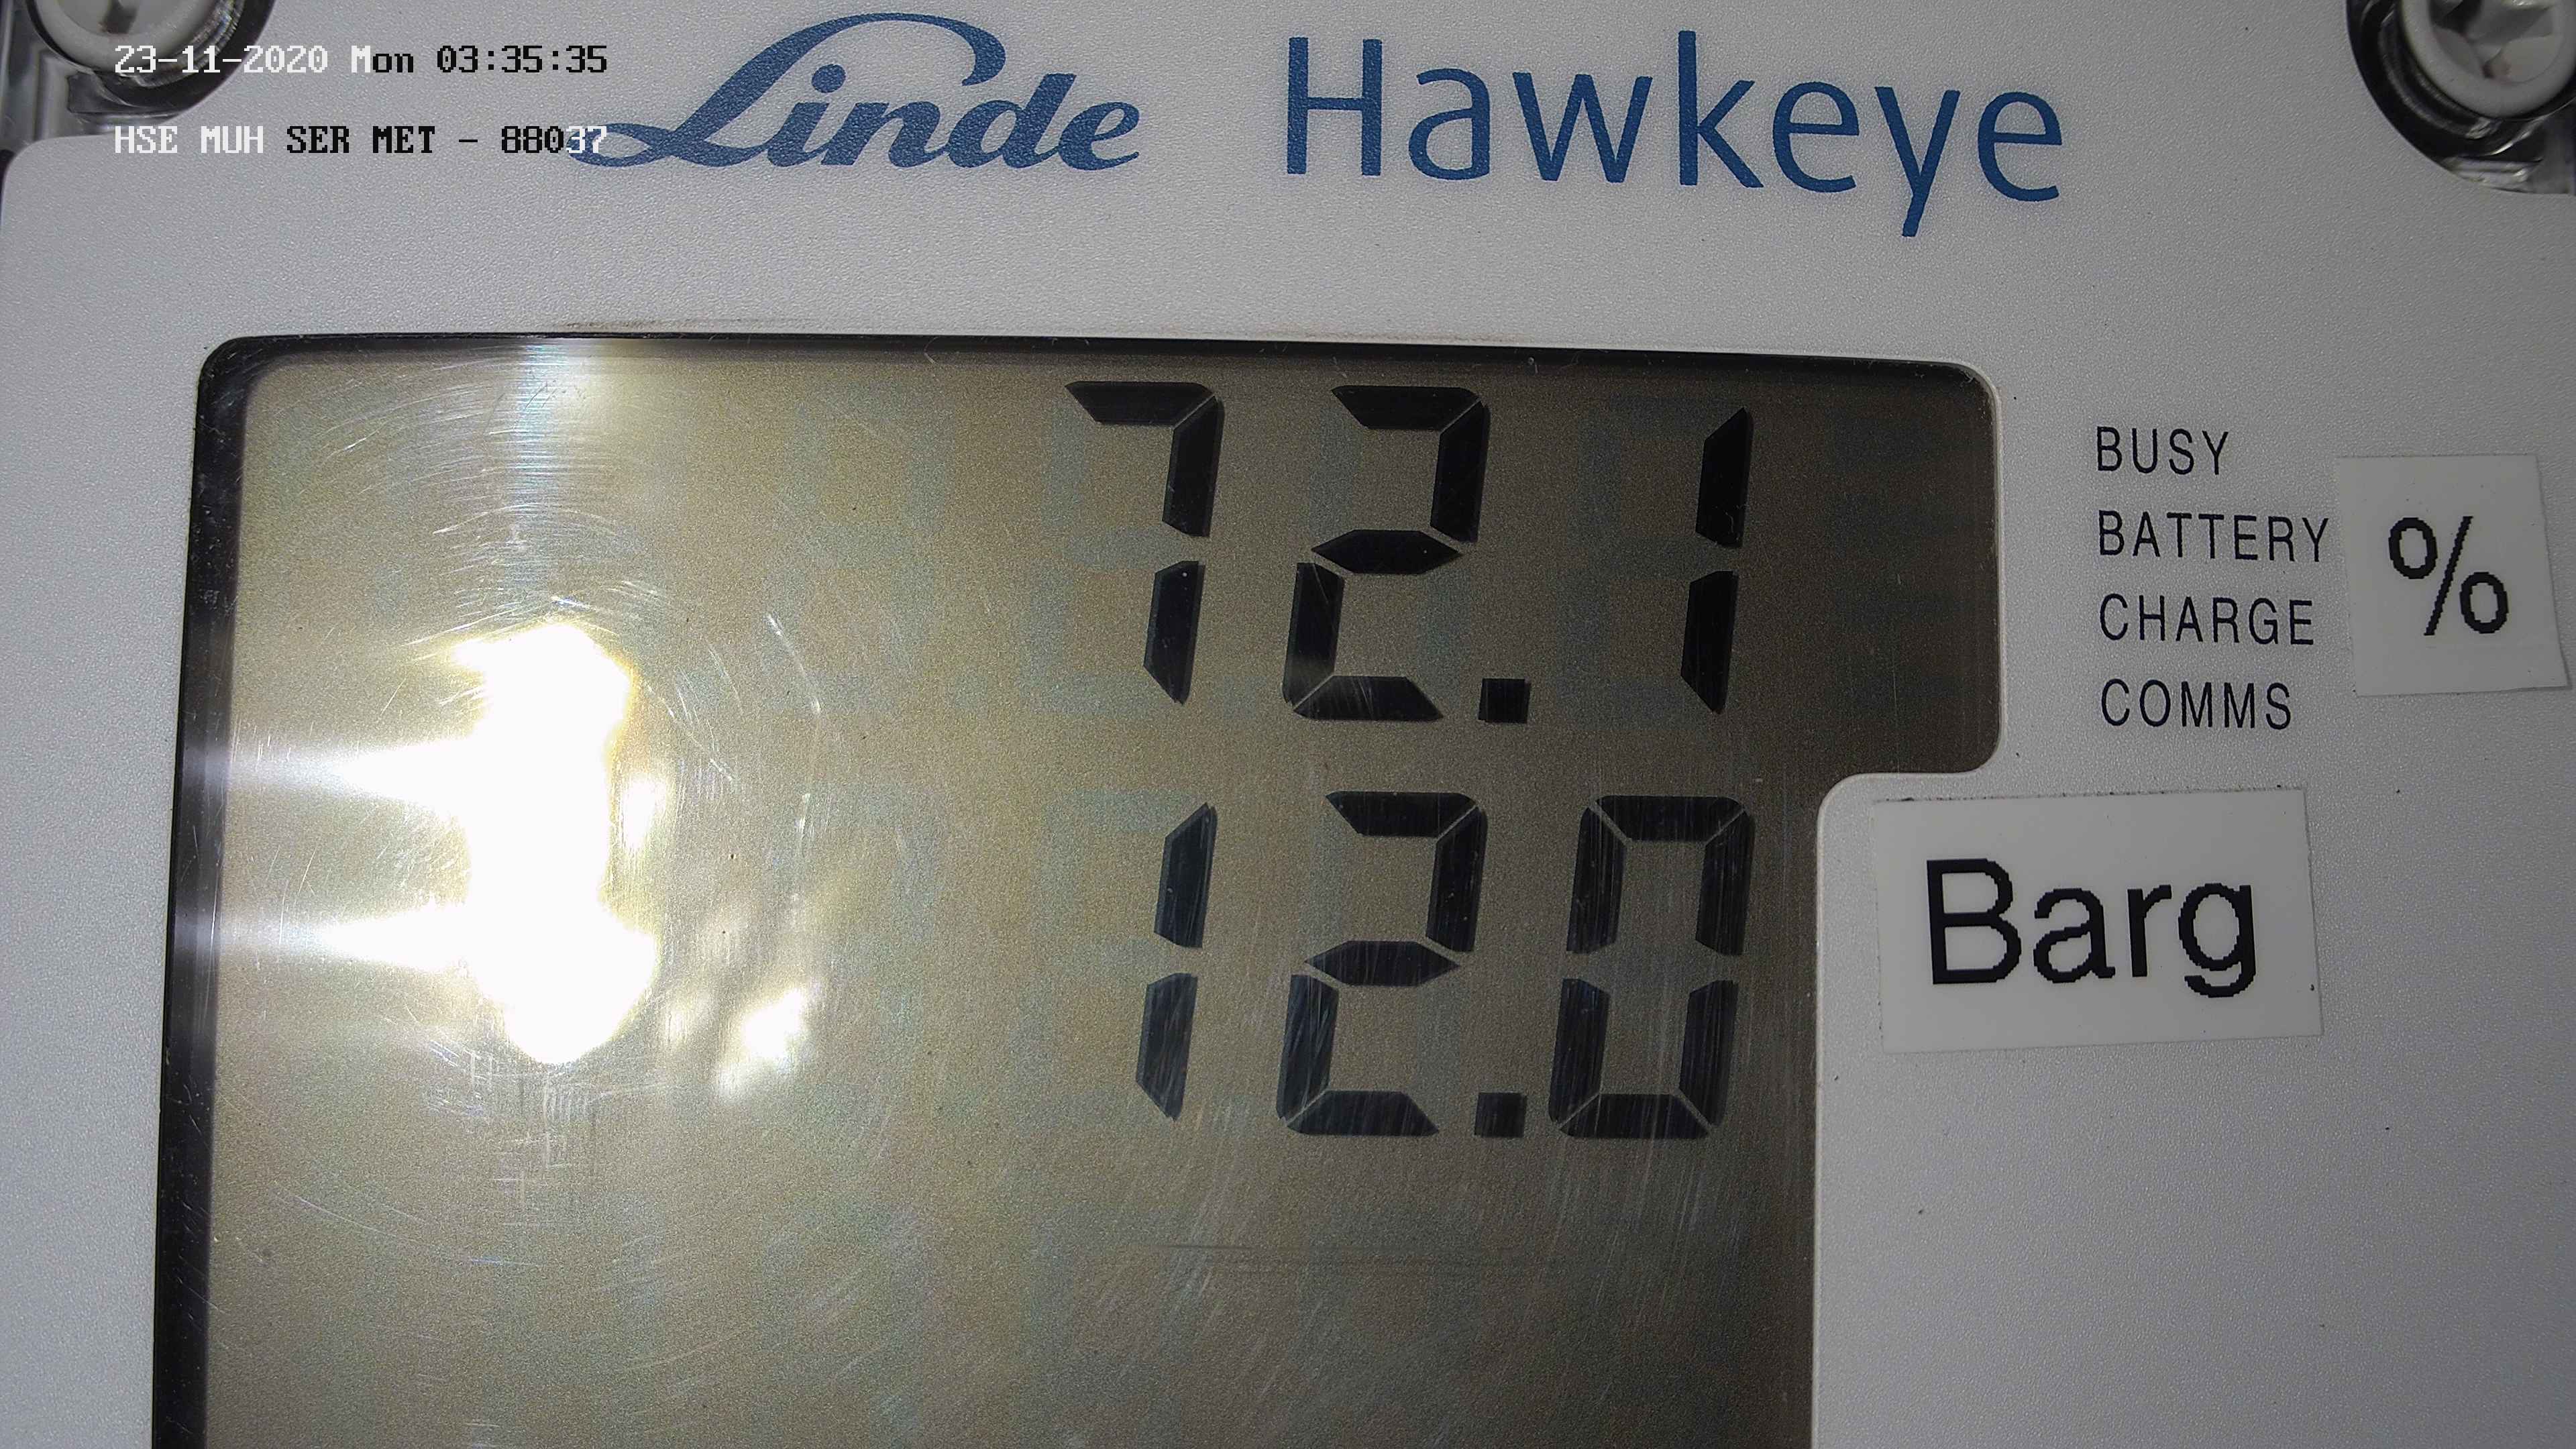 23-11-2020 Mon 03:35:35
HSE MUH SER MET - 88037
Linde Hawkeye
72.1
BUSY
BATTERY
CHARGE
COMMS
%
12.0
Barg